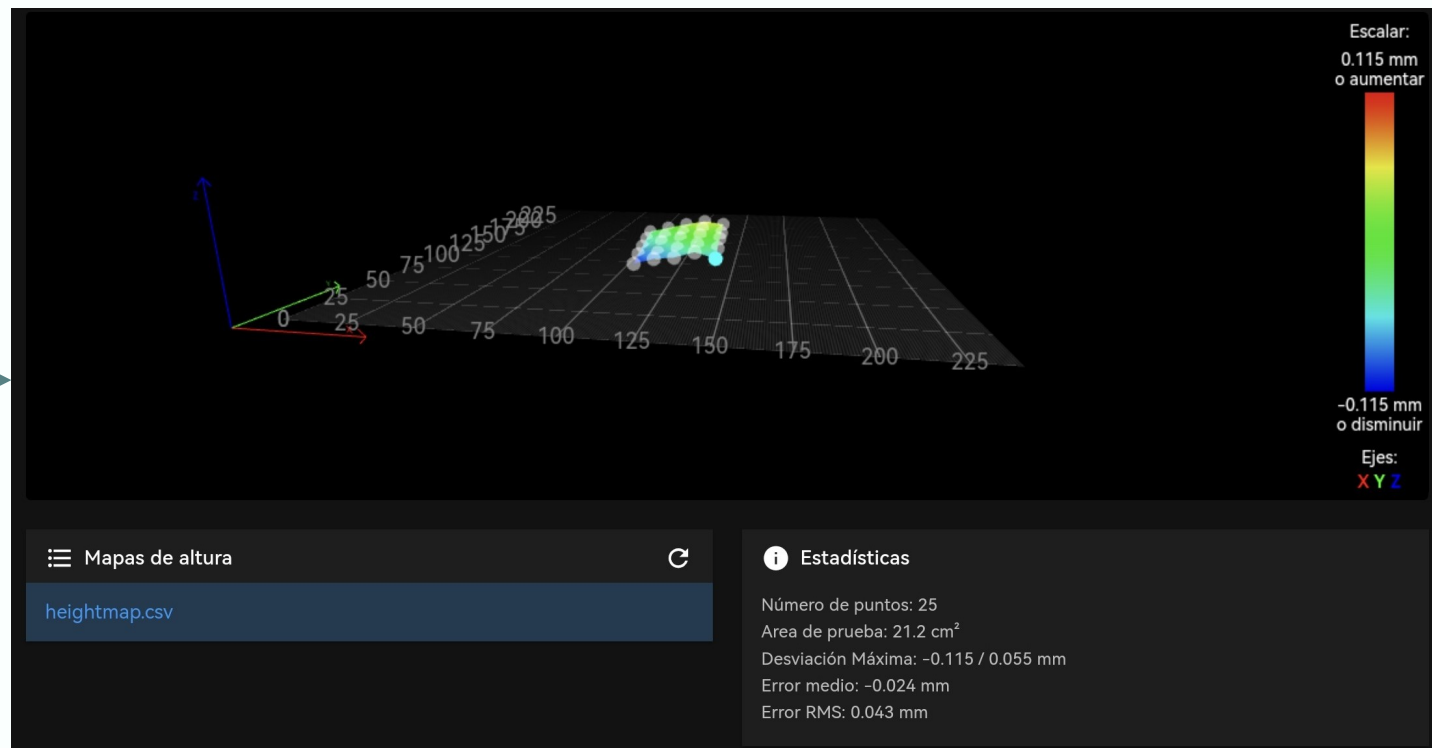 Escalar:
0.115 mm
o aumentar
225
200
175
150
125
100
75
50
25
0
25
50
75
100
125
150
175
200
225
-0.115 mm
o disminuir
Ejes:
X Y Z
Mapas de altura
heightmap.csv
Estadísticas
Número de puntos: 25
Area de prueba: 21.2 cm²
Desviación Máxima: -0.115 / 0.055 mm
Error medio: -0.024 mm
Error RMS: 0.043 mm